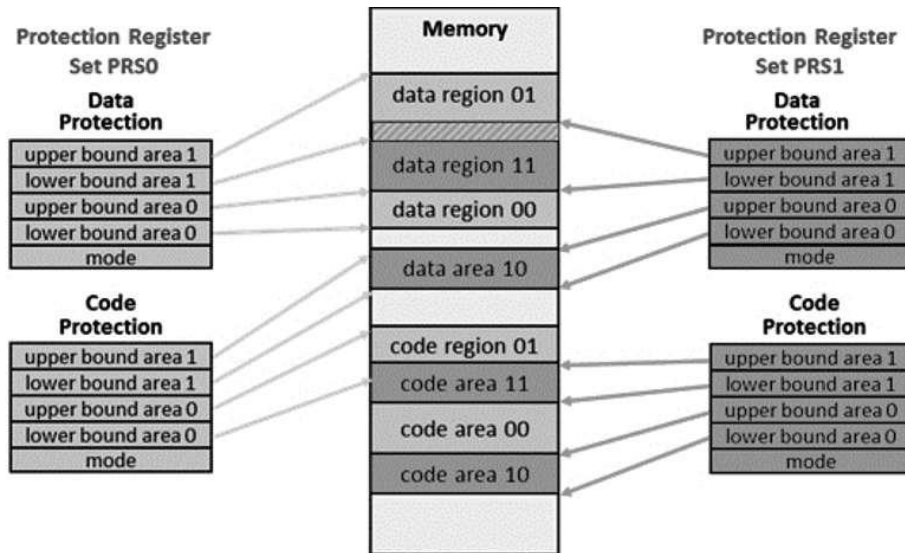 Protection Register
Set PRS0
Data
Protection
upper bound area 1
lower bound area 1
upper bound area 0
lower bound area 0
mode
Code
Protection
upper bound area 1
lower bound area 1
upper bound area 0
lower bound area 0
mode
Memory
data region 01
data region 11
data region 00
data area 10
code region 01
code area 11
code area 00
code area 10
Protection Register
Set PRS1
Data
Protection
upper bound area 1
lower bound area 1
upper bound area 0
lower bound area 0
mode
Code
Protection
upper bound area 1
lower bound area 1
upper bound area 0
lower bound area 0
mode